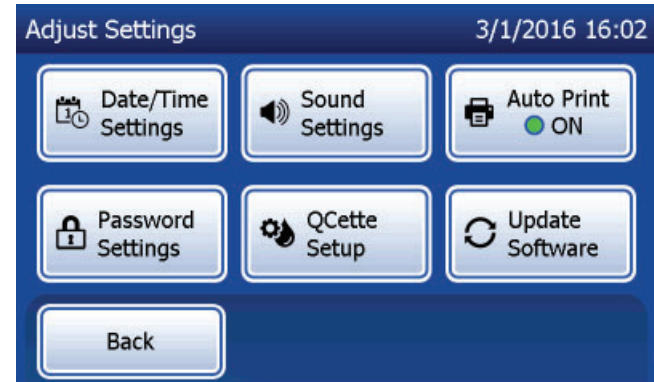 Adjust Settings 3/1/2016 16:02
Date/Time
Settings
Sound
Settings
Auto Print
ON
Password
Settings
QCette
Setup
Update
Software
Back